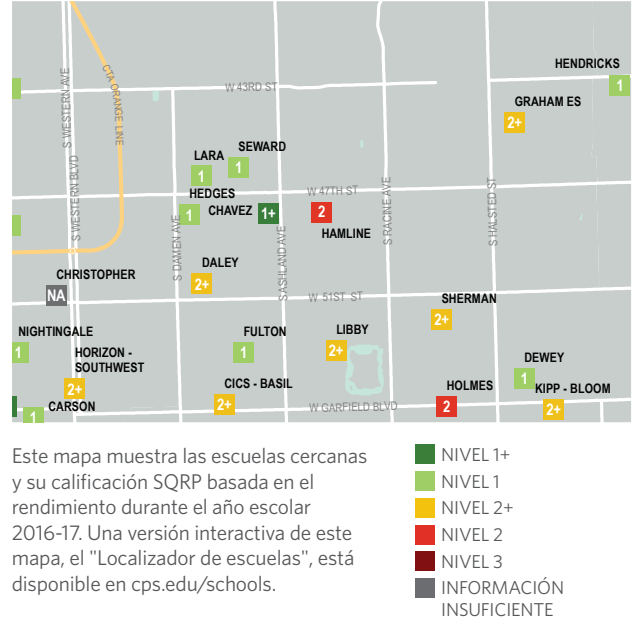 HENDRICKS
1
GRAHAM ES
2+
W 43RD ST
S WESTERN AVE
CTA ORANGE LINE
S WESTERN BLVD
LARA
1
SEWARD
1
HEDGES
1
CHAVEZ
1+
W 47TH ST
2
HAMLINE
S DAMEN AVE
S ASHLAND AVE
S RACINE AVE
S HALSTED ST
DALEY
2+
CHRISTOPHER
NA
W 51ST ST
SHERMAN
2+
NIGHTINGALE
1
HORIZON -
SOUTHWEST
2+
FULTON
1
LIBBY
2+
DEWEY
1
CARSON
1
CICS - BASIL
2+
W GARFIELD BLVD
HOLMES
2
KIPP - BLOOM
2+
1
1
Este mapa muestra las escuelas cercanas
y su calificación SQRP basada en el
rendimiento durante el año escolar
2016-17. Una versión interactiva de este
mapa, el "Localizador de escuelas", está
disponible en cps.edu/schools.
NIVEL 1+
NIVEL 1
NIVEL 2+
NIVEL 2
NIVEL 3
INFORMACIÓN
INSUFICIENTE